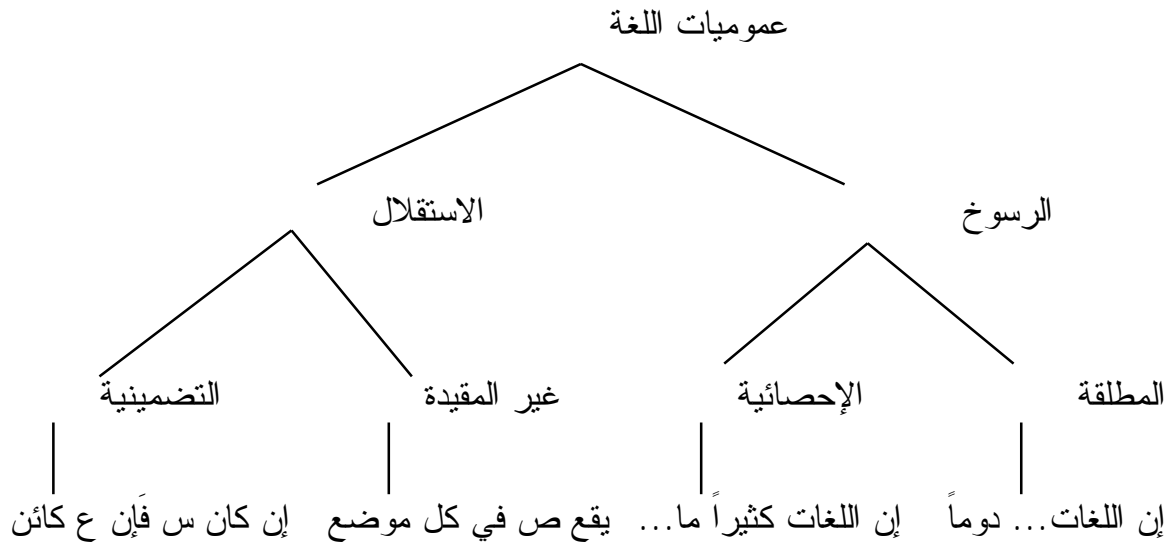 عموميات اللغة
الرسوخ
الاستقلال
المطلقة
الإحصائية
غير المقيدة
التضمينية
إن اللغات... دوماً
إن اللغات كثيراً ما...
يقع ص في كل موضع
إن كان س فَإن ع كائن